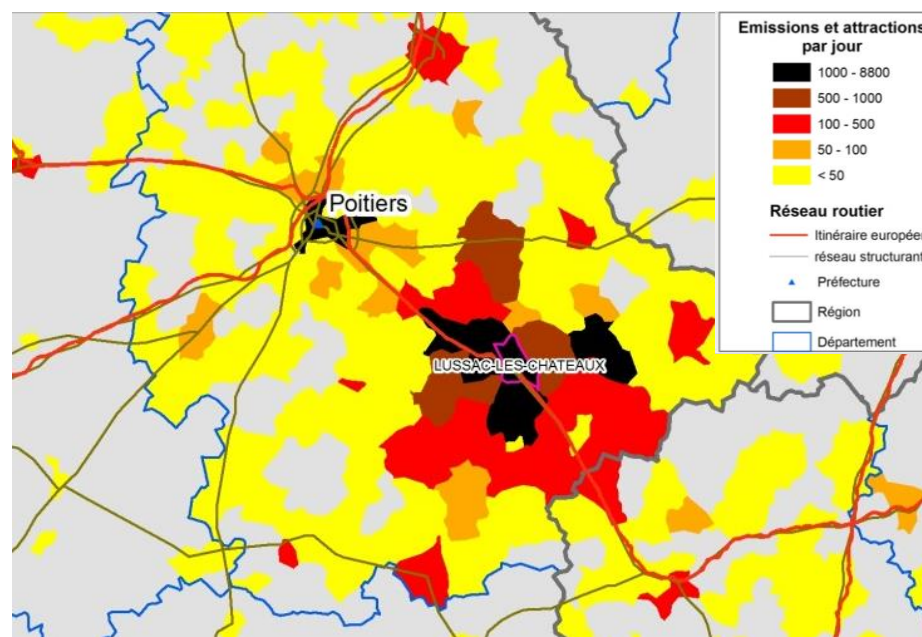 Emissions et attractions
par jour
1000 - 8800
500 - 1000
100 - 500
50 - 100
< 50
Réseau routier
Itinéraire européen
réseau structurant
Préfecture
Région
Département
Poitiers
LUSSAC-LES-CHATEAUX